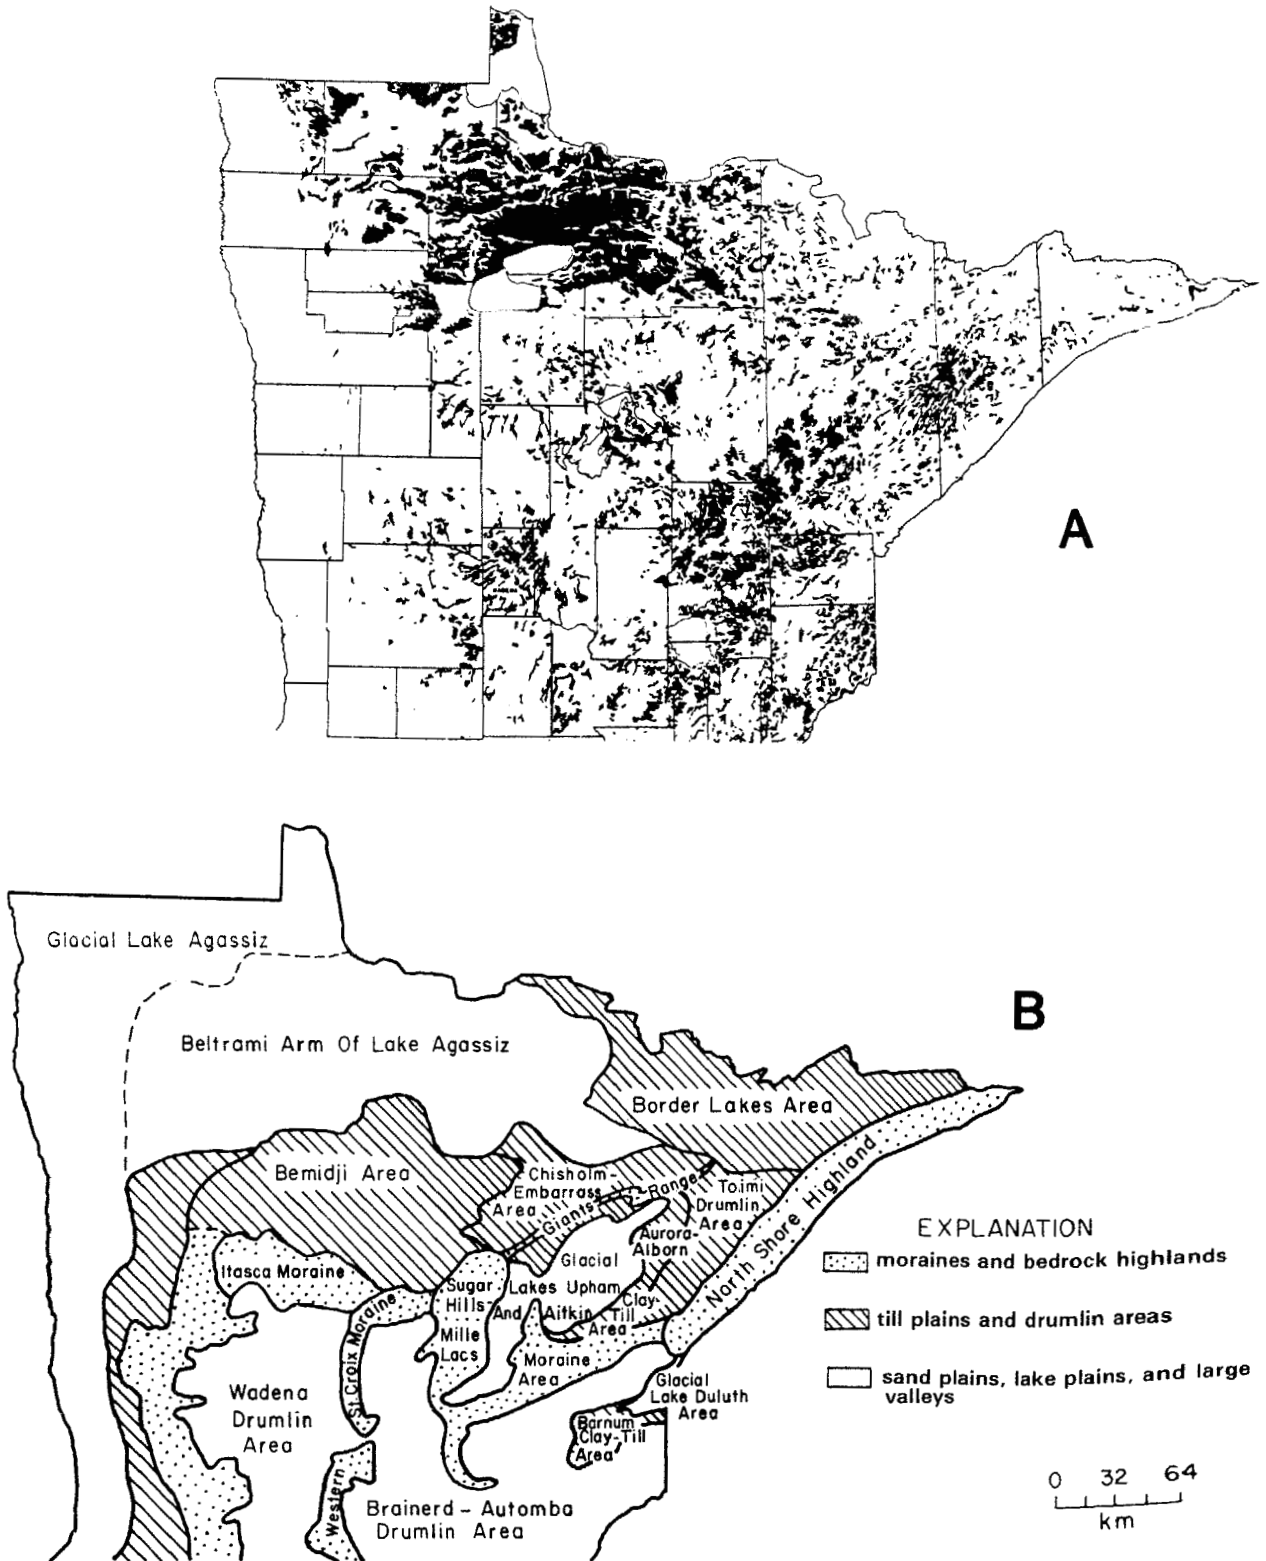 A
B
Glacial Lake Agassiz
Beltrami Arm Of Lake Agassiz
Border Lakes Area
Bemidji Area
Chisholm-
Embarrass
Area
Giants
Range
Toimi
Drumlin
Area
Aurora-
Alborn
Clay-
Till
Area
North Shore Highland
Itasca Moraine
St. Croix Moraine
Sugar
Hills-
Mille
Lacs
Glacial
Lakes Upham
And Aitkin
Moraine
Area
Wadena
Drumlin
Area
Western
Glacial
Lake Duluth
Area
Barnum
Clay-Till
Area
Brainerd - Automba
Drumlin Area
EXPLANATION
moraines and bedrock highlands
till plains and drumlin areas
sand plains, lake plains, and large
valleys
0 32 64
km